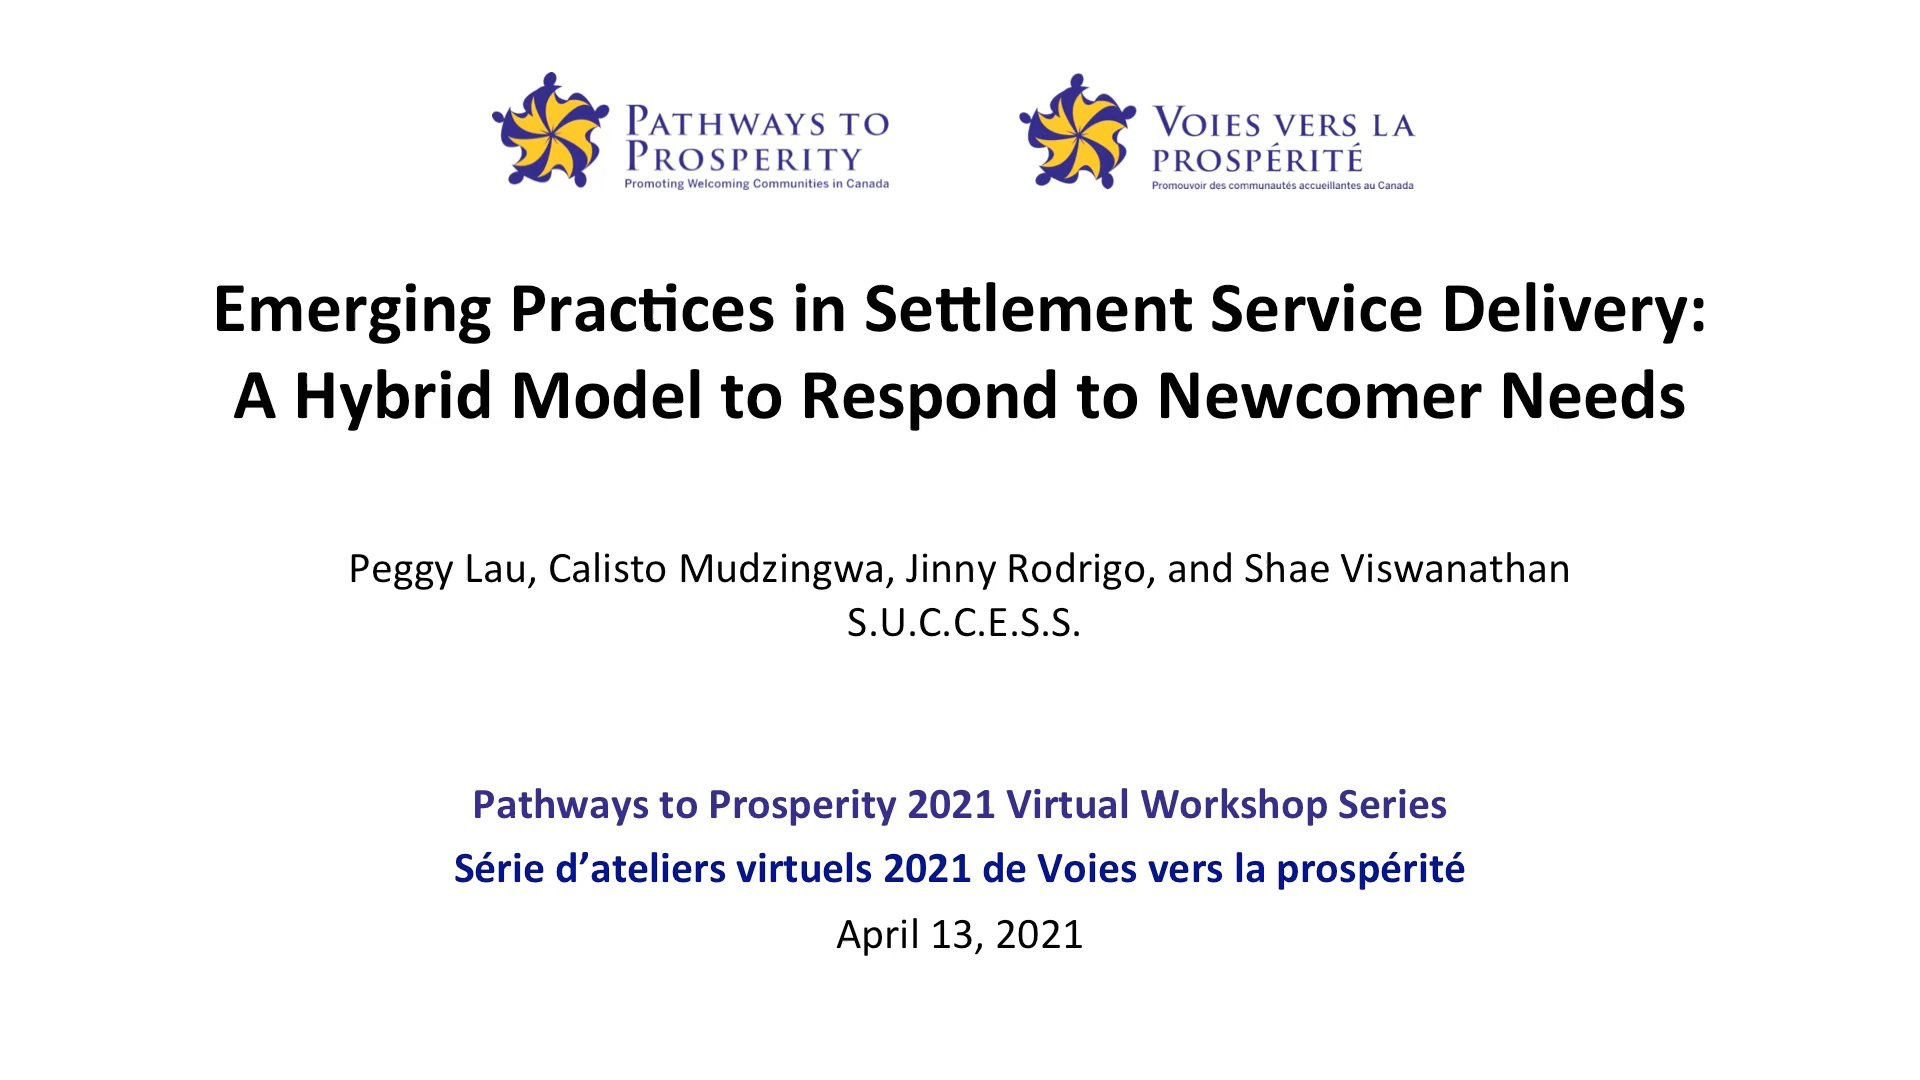 PATHWAYS TO
PROSPERITY
Promoting Welcoming Communities in Canada
VOIES VERS LA
PROSPÉRITÉ
Promouvoir des communautés accueillantes au Canada
Emerging Practices in Settlement Service Delivery:
A Hybrid Model to Respond to Newcomer Needs
Peggy Lau, Calisto Mudzingwa, Jinny Rodrigo, and Shae Viswanathan
S.U.C.C.E.S.S.
Pathways to Prosperity 2021 Virtual Workshop Series
Série d’ateliers virtuels 2021 de Voies vers la prospérité
April 13, 2021